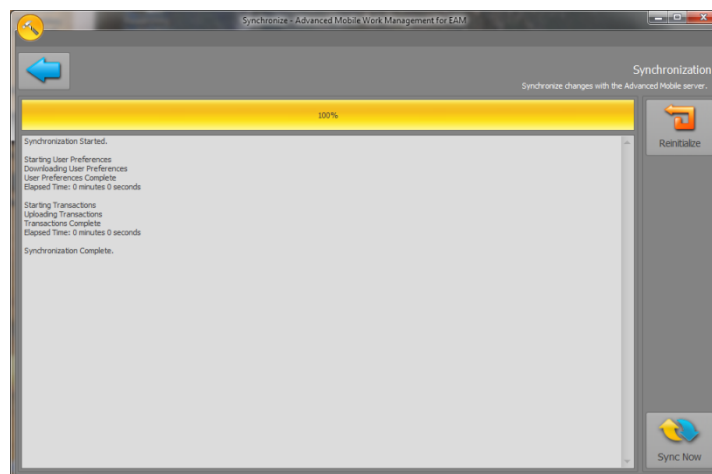 Synchronize - Advanced Mobile Work Management for EAM
Synchronization
Synchronize changes with the Advanced Mobile server.
100%
Reinitialize
Synchronization Started.
Starting User Preferences
Downloading User Preferences
User Preferences Complete
Elapsed Time: 0 minutes 0 seconds
Starting Transactions
Uploading Transactions
Transactions Complete
Elapsed Time: 0 minutes 0 seconds
Synchronization Complete.
Sync Now